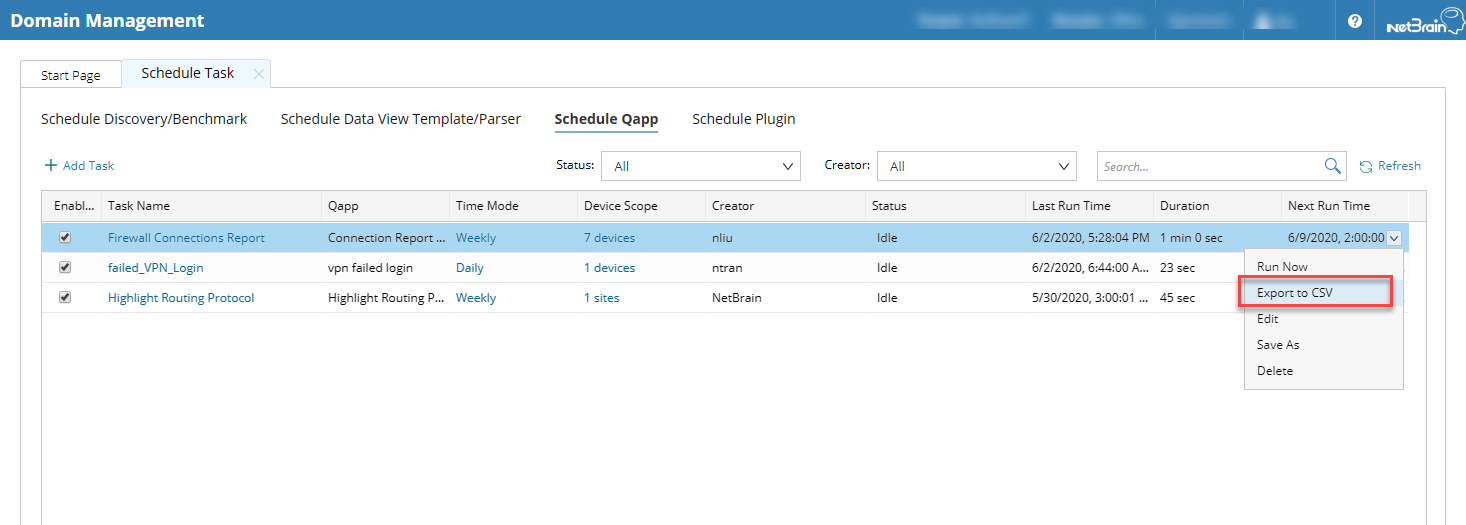 Domain Management
? NetBrain
Start Page Schedule Task
Schedule Discovery/Benchmark Schedule Data View Template/Parser Schedule Qapp Schedule Plugin
+ Add Task Status: All Creator: All Search... Refresh
Enabl... Task Name Qapp Time Mode Device Scope Creator Status Last Run Time Duration Next Run Time
Firewall Connections Report Connection Report ... Weekly 7 devices nliu Idle 6/2/2020, 5:28:04 PM 1 min 0 sec 6/9/2020, 2:00:00
failed_VPN_Login vpn failed login Daily 1 devices ntran Idle 6/2/2020, 6:44:00 A... 23 sec
Highlight Routing Protocol Highlight Routing P... Weekly 1 sites NetBrain Idle 5/30/2020, 3:00:01 ... 45 sec
Run Now
Export to CSV
Edit
Save As
Delete